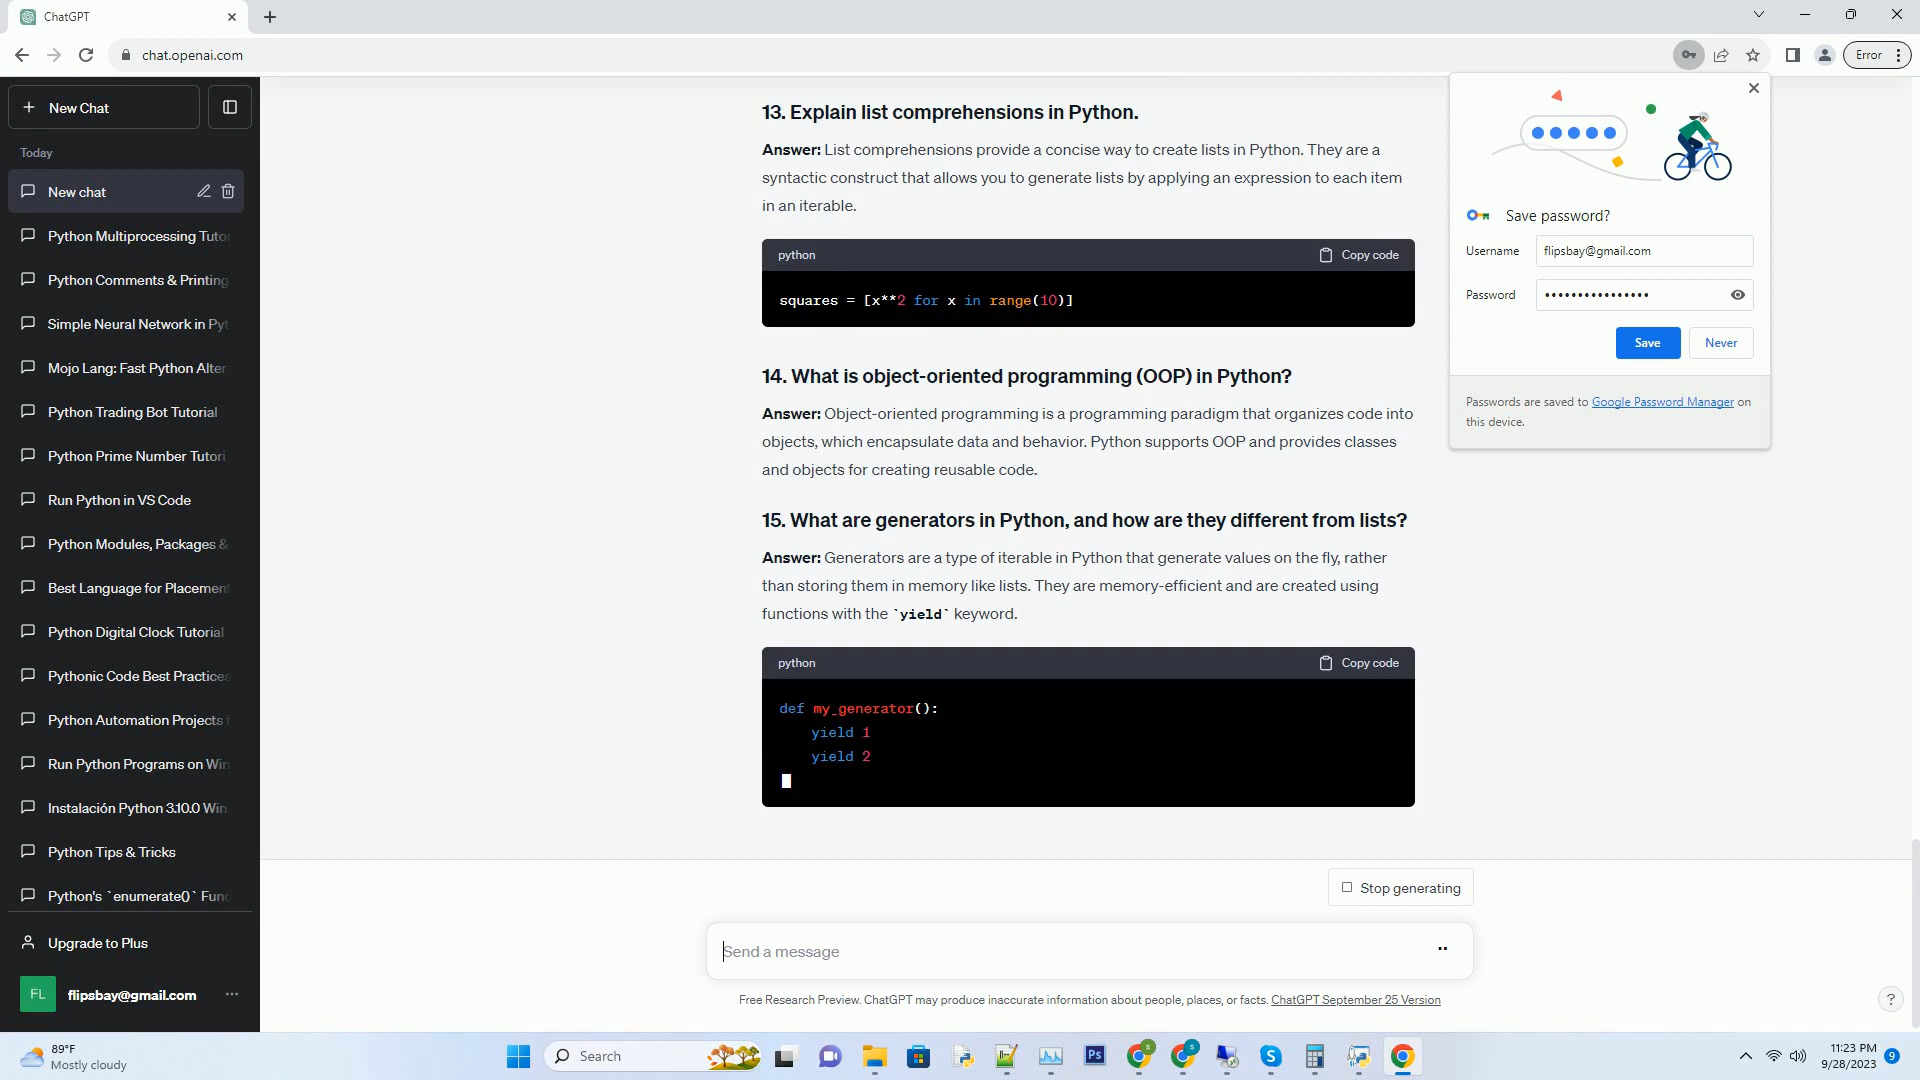 ChatGPT
chat.openai.com
Error
New Chat
Today
New chat
Python Multiprocessing Tutor
Python Comments & Printing
Simple Neural Network in Pyt
Mojo Lang: Fast Python Alter
Python Trading Bot Tutorial
Python Prime Number Tutori
Run Python in VS Code
Python Modules, Packages &
Best Language for Placement
Python Digital Clock Tutorial
Pythonic Code Best Practices
Python Automation Projects f
Run Python Programs on Win
Instalación Python 3.10.0 Win
Python Tips & Tricks
Python's `enumerate()` Func
Upgrade to Plus
FL
flipsbay@gmail.com
13. Explain list comprehensions in Python.
Answer: List comprehensions provide a concise way to create lists in Python. They are a
syntactic construct that allows you to generate lists by applying an expression to each item
in an iterable.
python
Copy code
squares = [x**2 for x in range(10)]
14. What is object-oriented programming (OOP) in Python?
Answer: Object-oriented programming is a programming paradigm that organizes code into
objects, which encapsulate data and behavior. Python supports OOP and provides classes
and objects for creating reusable code.
15. What are generators in Python, and how are they different from lists?
Answer: Generators are a type of iterable in Python that generate values on the fly, rather
than storing them in memory like lists. They are memory-efficient and are created using
functions with the `yield` keyword.
python
Copy code
def my_generator():
    yield 1
    yield 2
Stop generating
Send a message
Free Research Preview. ChatGPT may produce inaccurate information about people, places, or facts. ChatGPT September 25 Version
?
Save password?
Username
flipsbay@gmail.com
Password
••••••••••••••••
Save
Never
Passwords are saved to Google Password Manager on
this device.
89°F
Mostly cloudy
Search
Ps
S
S
S
11:23 PM
9/28/2023
9